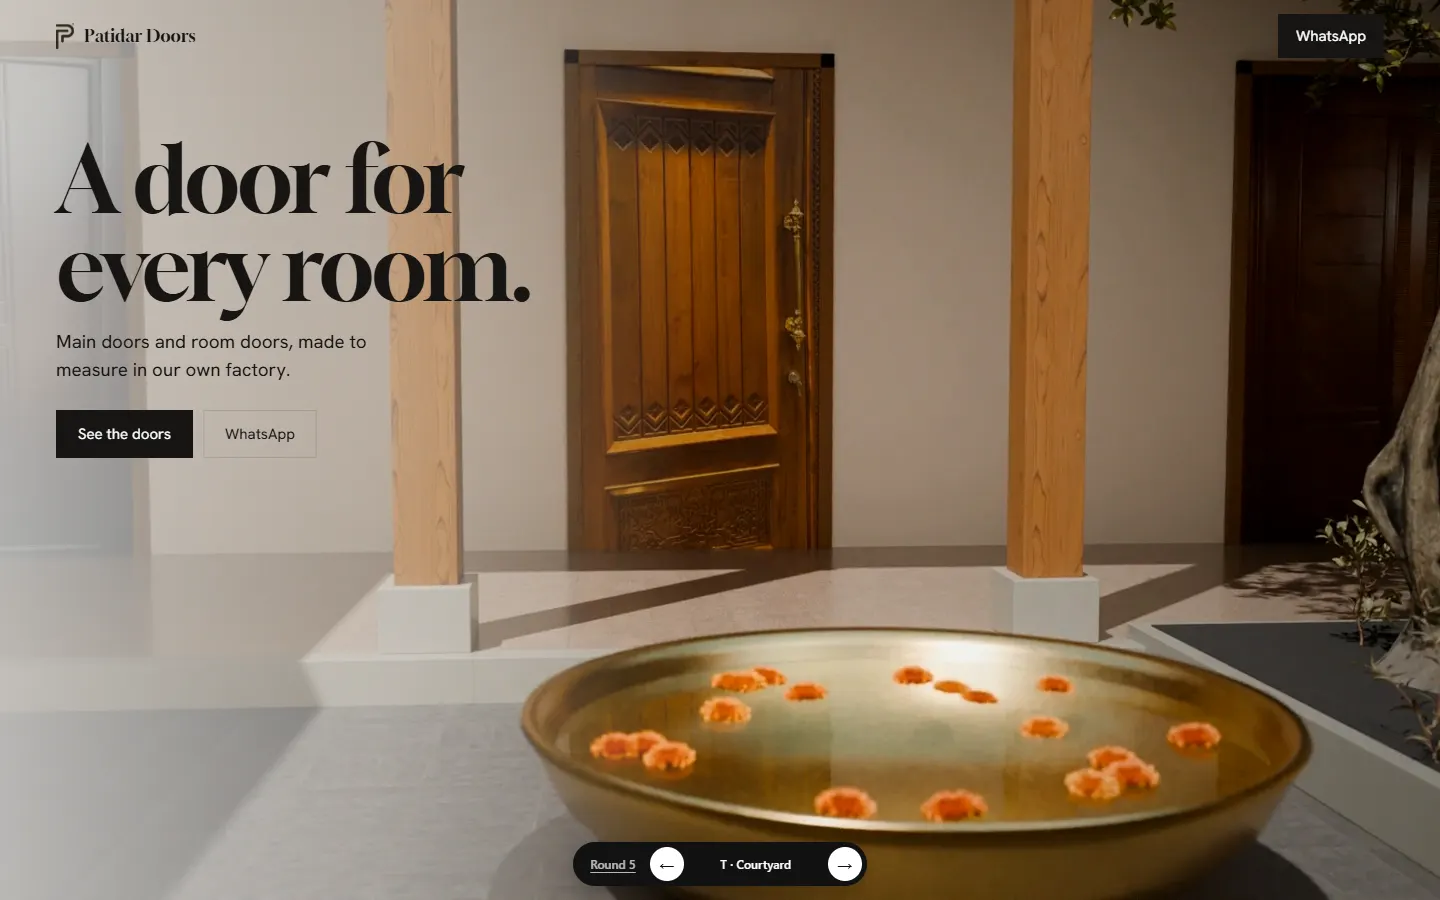 Patidar Doors
WhatsApp
A door for
every room.
Main doors and room doors, made to
measure in our own factory.
See the doors
WhatsApp
Round 5
←
T · Courtyard
→